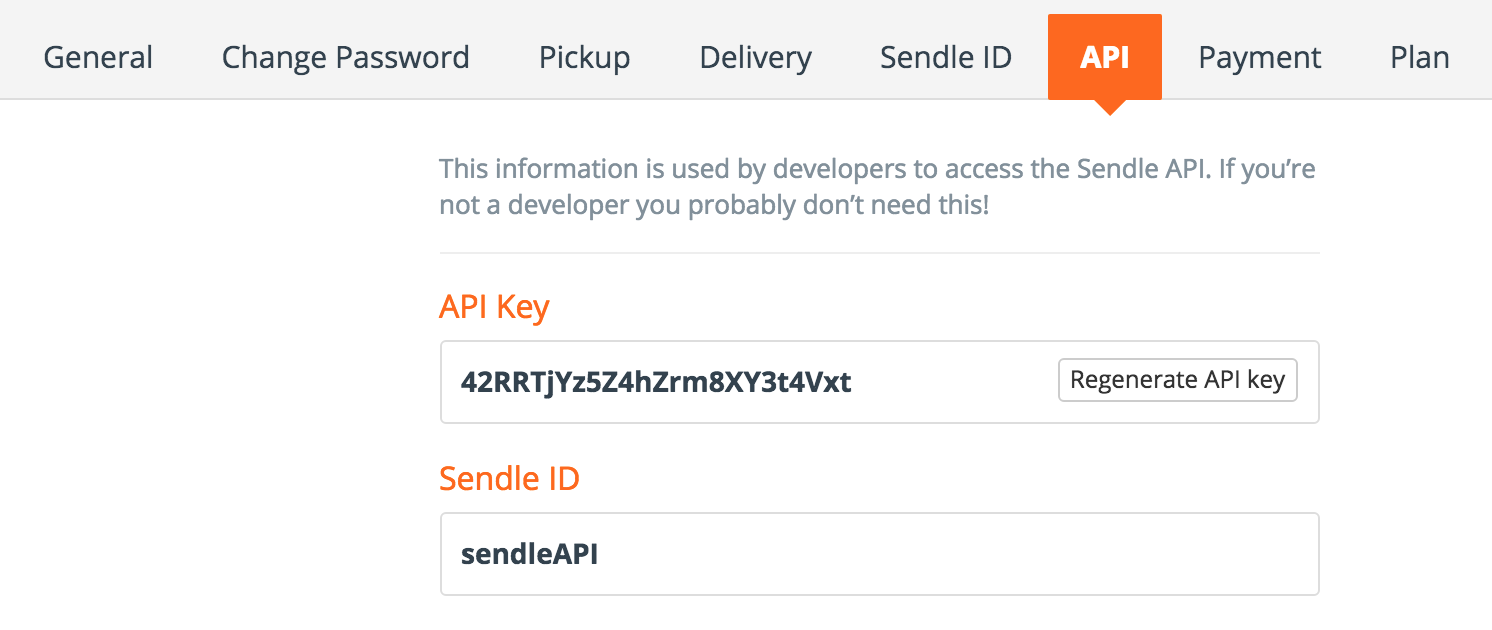 General Change Password Pickup Delivery Sendle ID API Payment Plan
This information is used by developers to access the Sendle API. If you’re
not a developer you probably don’t need this!
API Key
42RRTjYz5Z4hZrm8XY3t4Vxt Regenerate API key
Sendle ID
sendleAPI